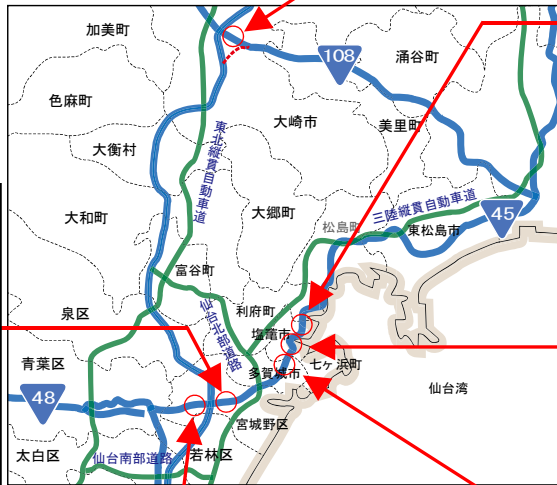 加美町
涌谷町
108
色麻町
大崎市
美里町
大衡村
東北縦貫自動車道
大和町
大郷町
三陸縦貫自動車道
松島町
45
東松島市
富谷町
仙台北部道路
利府町
泉区
塩竈市
青葉区
多賀城市
七ヶ浜町
仙台湾
48
宮城野区
太白区
仙台南部道路
若林区